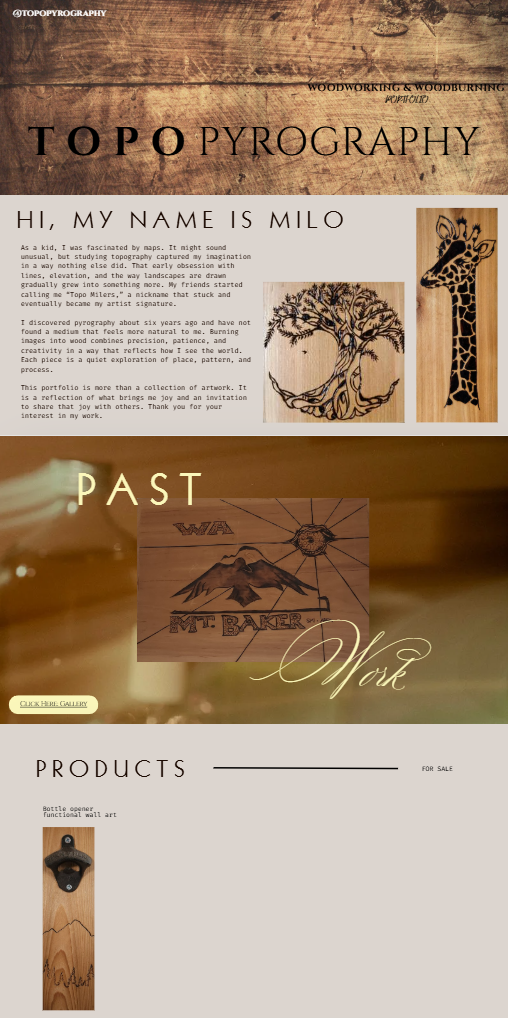 @TOPOPYROGRAPHY
WOODWORKING & WOODBURNING
PORTFOLIO
TOPO PYROGRAPHY
HI, MY NAME IS MILO
As a kid, I was fascinated by maps. It might sound
unusual, but studying topography captured my imagination
in a way nothing else did. That early obsession with
lines, elevation, and the way landscapes are drawn
gradually grew into something more. My friends started
calling me “Topo Milers,” a nickname that stuck and
eventually became my artist signature.
I discovered pyrography about six years ago and have not
found a medium that feels more natural to me. Burning
images into wood combines precision, patience, and
creativity in a way that reflects how I see the world.
Each piece is a quiet exploration of place, pattern, and
process.
This portfolio is more than a collection of artwork. It
is a reflection of what brings me joy and an invitation
to share that joy with others. Thank you for your
interest in my work.
PAST
WA
MT. BAKER
Work
Click Here: Gallery
PRODUCTS
FOR SALE
Bottle opener
functional wall art